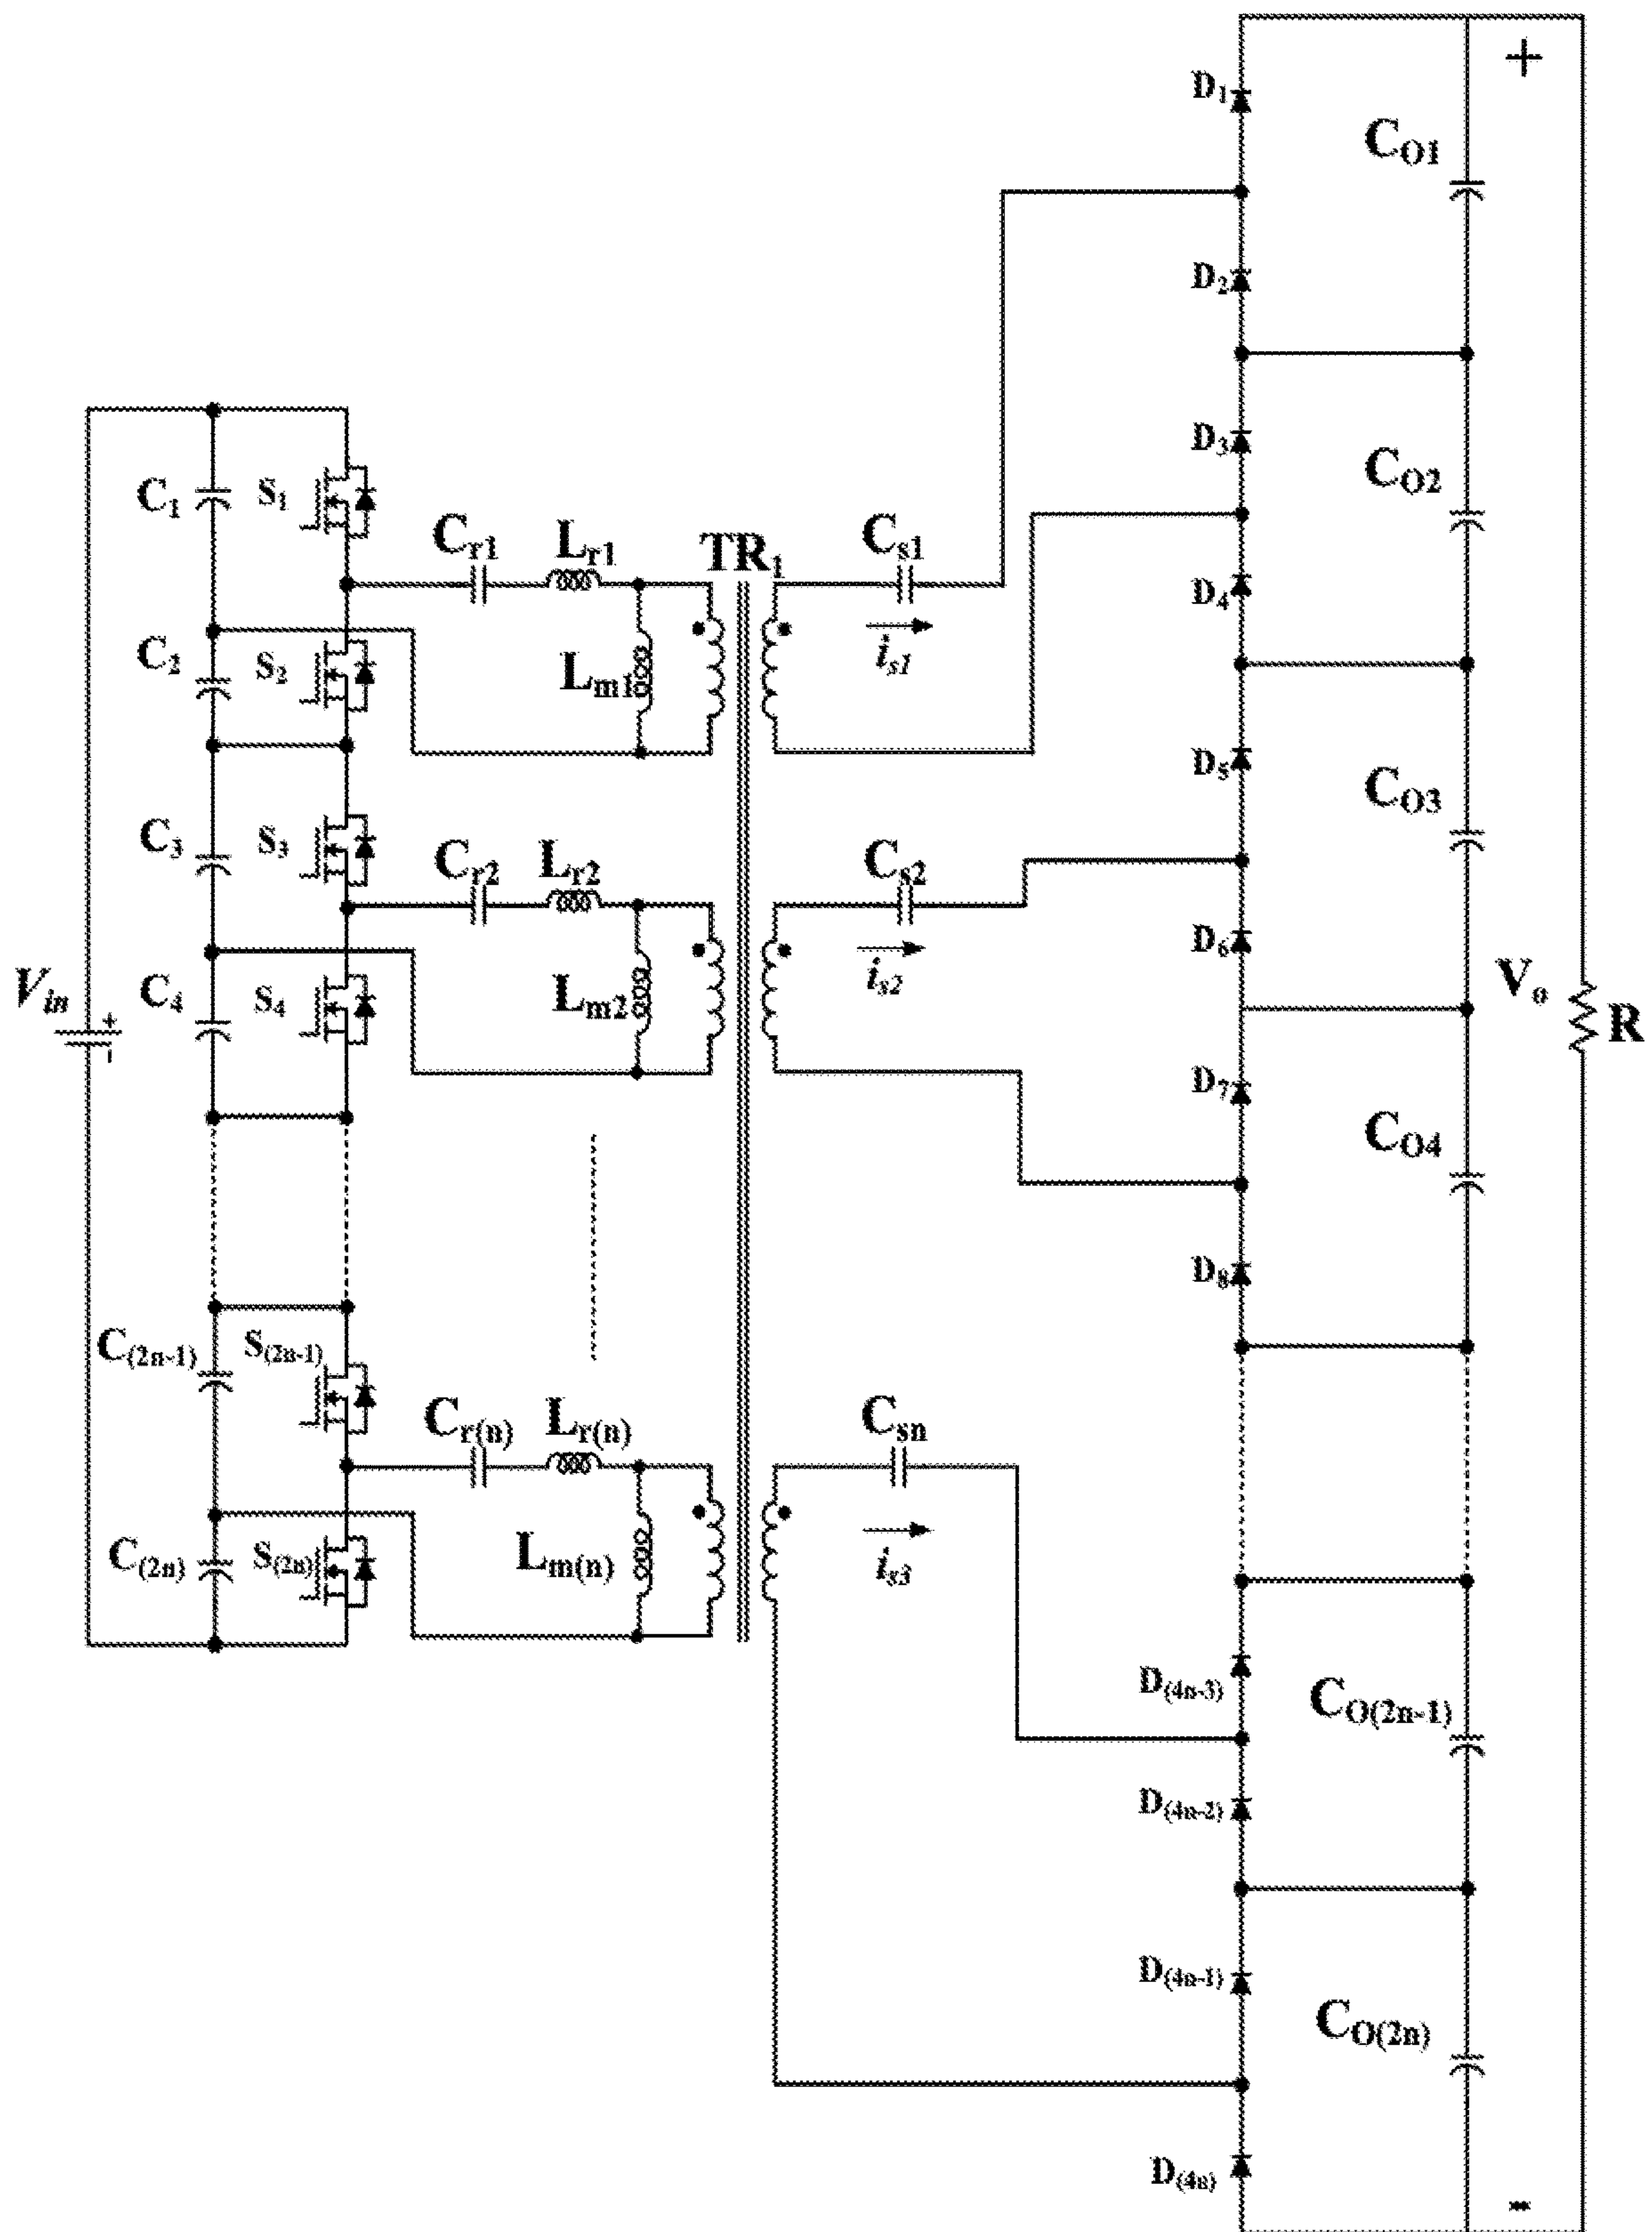 +
D1
CO1
D2
D3
CO2
C1
S1
Cr1
Lr1
TR1
Cs1
D4
C2
S2
Lm1
is1
D5
CO3
C3
S3
Cr2
Lr2
Cs2
D6
Vin
+
-
C4
S4
Lm2
is2
Vo
R
D7
CO4
D8
C(2n-1)
S(2n-1)
Cr(n)
Lr(n)
Csn
C(2n)
S(2n)
Lm(n)
is3
D(4n-3)
CO(2n-1)
D(4n-2)
D(4n-1)
CO(2n)
D(4n)
-